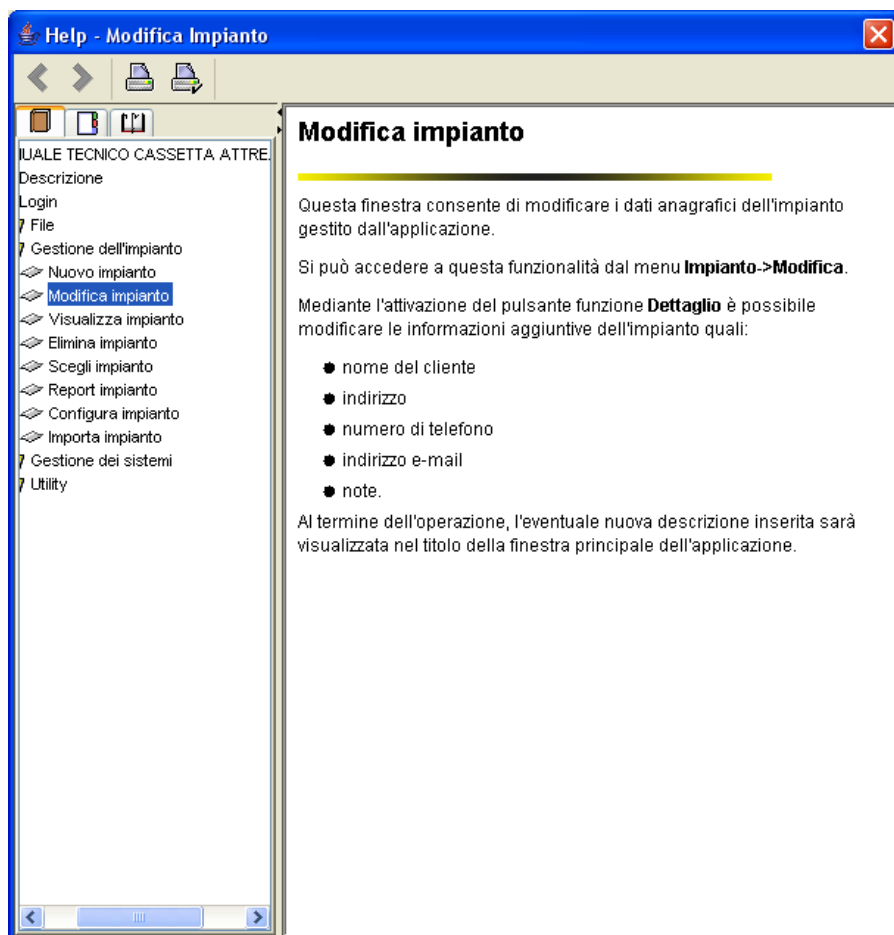 Help - Modifica Impianto
UALE TECNICO CASSETTA ATTRE
Descrizione
Login
File
Gestione dell'impianto
Nuovo impianto
Modifica impianto
Visualizza impianto
Elimina impianto
Scegli impianto
Report impianto
Configura impianto
Importa impianto
Gestione dei sistemi
Utility
Modifica impianto
Questa finestra consente di modificare i dati anagrafici dell'impianto
gestito dall'applicazione.
Si può accedere a questa funzionalità dal menu Impianto->Modifica.
Mediante l'attivazione del pulsante funzione Dettaglio è possibile
modificare le informazioni aggiuntive dell'impianto quali:
nome del cliente
indirizzo
numero di telefono
indirizzo e-mail
note.
Al termine dell'operazione, l'eventuale nuova descrizione inserita sarà
visualizzata nel titolo della finestra principale dell'applicazione.